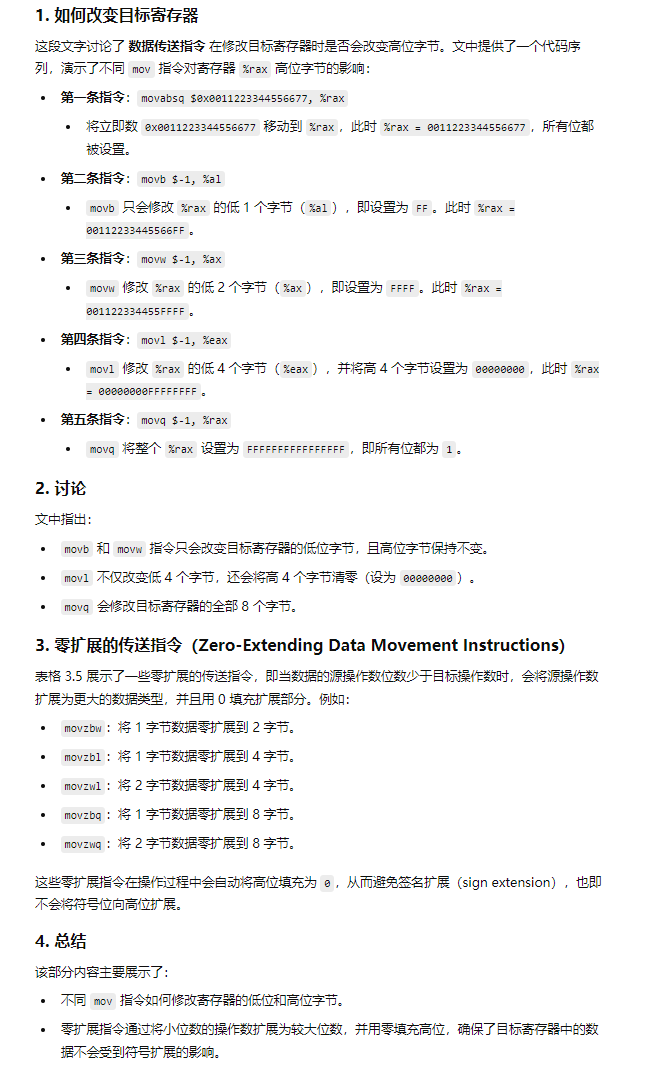 1. 如何改变目标寄存器
这段文字讨论了 数据传送指令 在修改目标寄存器时是否会改变高位字节。文中提供了一个代码序
列，演示了不同 mov 指令对寄存器 %rax 高位字节的影响：
• 第一条指令：movabsq $0x0011223344556677, %rax
• 将立即数 0x0011223344556677 移动到 %rax，此时 %rax = 0011223344556677，所有位都
被设置。
• 第二条指令：movb $-1, %al
• movb 只会修改 %rax 的低 1 个字节（%al），即设置为 FF。此时 %rax =
00112233445566FF。
• 第三条指令：movw $-1, %ax
• movw 修改 %rax 的低 2 个字节（%ax），即设置为 FFFF。此时 %rax =
001122334455FFFF。
• 第四条指令：movl $-1, %eax
• movl 修改 %rax 的低 4 个字节（%eax），并将高 4 个字节设置为 00000000，此时 %rax
= 00000000FFFFFFFF。
• 第五条指令：movq $-1, %rax
• movq 将整个 %rax 设置为 FFFFFFFFFFFFFFFF，即所有位都为 1。
2. 讨论
文中指出：
• movb 和 movw 指令只会改变目标寄存器的低位字节，且高位字节保持不变。
• movl 不仅改变低 4 个字节，还会将高 4 个字节清零（设为 00000000）。
• movq 会修改目标寄存器的全部 8 个字节。
3. 零扩展的传送指令（Zero-Extending Data Movement Instructions）
表格 3.5 展示了一些零扩展的传送指令，即当数据的源操作数位数少于目标操作数时，会将源操作数
扩展为更大的数据类型，并且用 0 填充扩展部分。例如：
• movzbw：将 1 字节数据零扩展到 2 字节。
• movzbl：将 1 字节数据零扩展到 4 字节。
• movzwl：将 2 字节数据零扩展到 4 字节。
• movzbq：将 1 字节数据零扩展到 8 字节。
• movzwq：将 2 字节数据零扩展到 8 字节。
这些零扩展指令在操作过程中会自动将高位填充为 0，从而避免签名扩展（sign extension），也即
不会将符号位向高位扩展。
4. 总结
该部分内容主要展示了：
• 不同 mov 指令如何修改寄存器的低位和高位字节。
• 零扩展指令通过将小位数的操作数扩展为较大位数，并用零填充高位，确保了目标寄存器中的数
据不会受到符号扩展的影响。